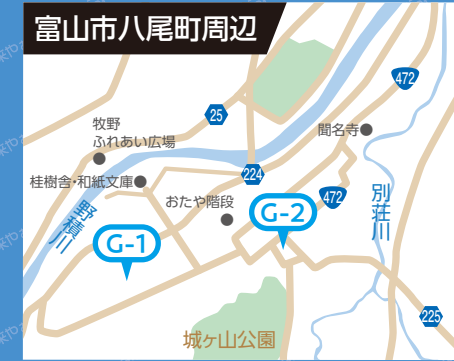 富山市八尾町周辺
472
25
牧野
ふれあい広場
聞名寺
桂樹舎・和紙文庫
224
おたや階段
472
G-2
別荘川
野積川
G-1
225
城ヶ山公園